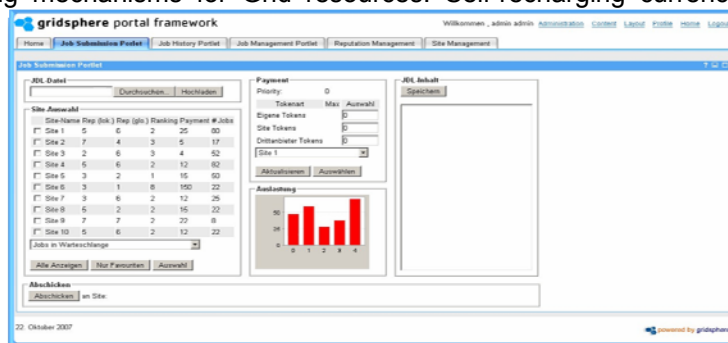 ng mechanisms for Grid resources. Self-recharging curren
gridsphere portal framework
Willkommen , admin admin Administration Content Layout Profile Home Logou
Home Job Submission Portlet Job History Portlet Job Management Portlet Reputation Management Site Management
Job Submission Portlet
JDL-Datei
Durchsuchen... Hochladen
Site Auswahl
Site-Name Rep (lok.) Rep (glo.) Ranking Payment # Jobs
Site 1 5 6 2 25 80
Site 2 7 4 3 5 17
Site 3 2 6 3 4 52
Site 4 5 6 2 12 82
Site 5 3 2 1 15 50
Site 6 3 1 8 150 22
Site 7 3 6 2 12 25
Site 8 5 2 2 15 22
Site 9 7 7 2 22 8
Site 10 5 6 2 12 22
Jobs in Warteschlange
Alle Anzeigen Nur Favouriten Auswahl
Payment
Priority: 0
Tokenart Max Auswahl
Eigene Tokens 0
Site Tokens 0
Drittanbieter Tokens 0
Site 1
Aktualisieren Auswählen
Auslastung
50
25
0 1 2 3 4
JDL-Inhalt
Speichern
Abschicken
Abschicken an Site:
22. Oktober 2007
powered by gridsphere